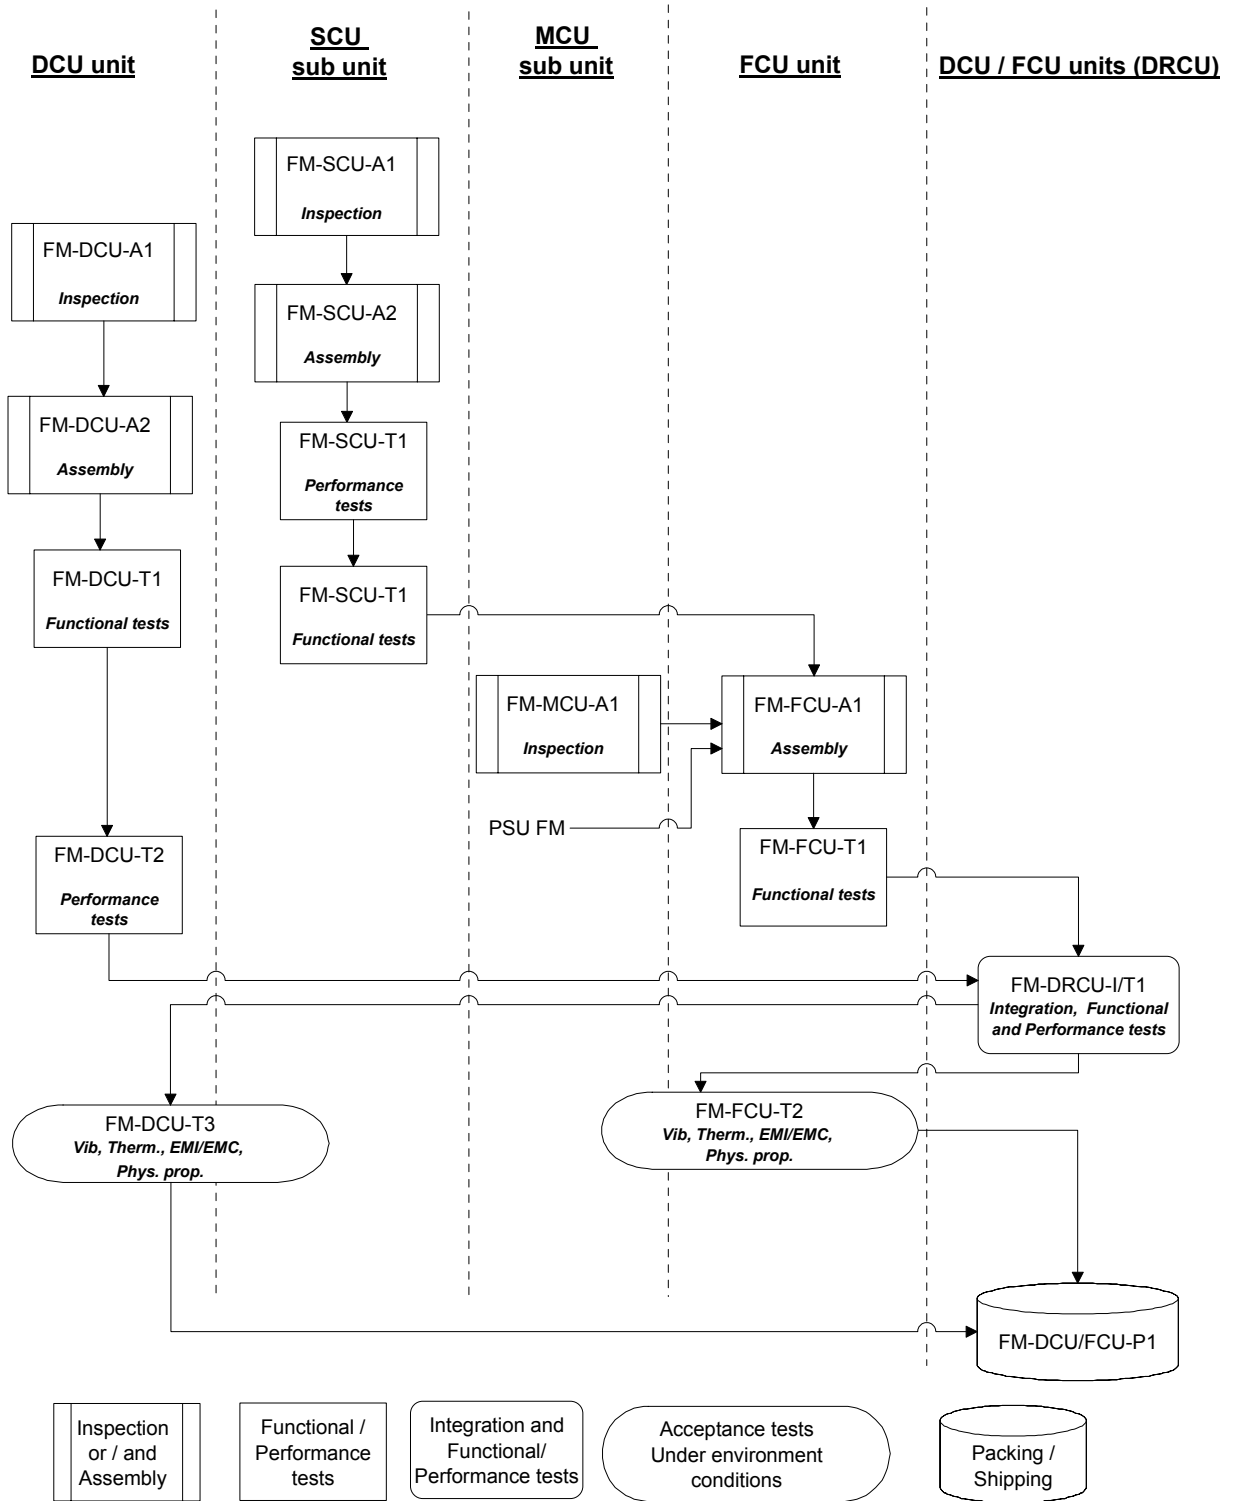 DCU unit
SCU
sub unit
MCU
sub unit
FCU unit
DCU / FCU units (DRCU)
FM-SCU-A1
Inspection
FM-DCU-A1
Inspection
FM-SCU-A2
Assembly
FM-DCU-A2
Assembly
FM-SCU-T1
Performance
tests
FM-DCU-T1
Functional tests
FM-SCU-T1
Functional tests
FM-MCU-A1
Inspection
FM-FCU-A1
Assembly
PSU FM
FM-DCU-T2
Performance
tests
FM-FCU-T1
Functional tests
FM-DRCU-I/T1
Integration, Functional
and Performance tests
FM-DCU-T3
Vib, Therm., EMI/EMC,
Phys. prop.
FM-FCU-T2
Vib, Therm., EMI/EMC,
Phys. prop.
FM-DCU/FCU-P1
Inspection
or / and
Assembly
Functional /
Performance
tests
Integration and
Functional/
Performance tests
Acceptance tests
Under environment
conditions
Packing /
Shipping